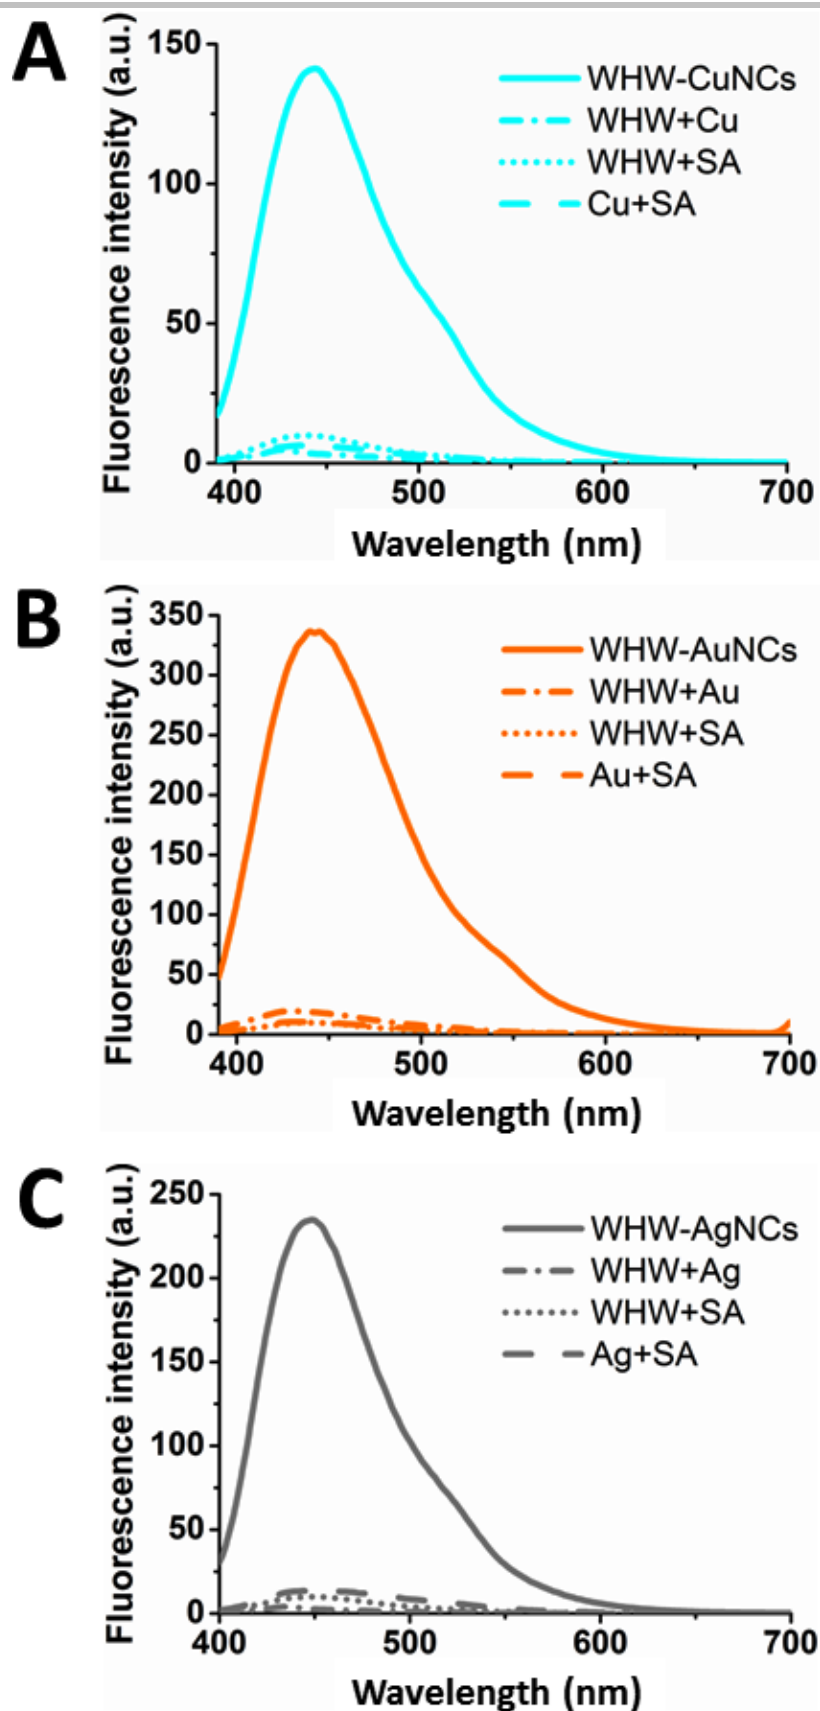 A
Fluorescence intensity (a.u.)
150
100
50
0
WHW-CuNCs
WHW+Cu
WHW+SA
Cu+SA
400 500 600 700
Wavelength (nm)
B
Fluorescence intensity (a.u.)
350
300
250
200
150
100
50
0
WHW-AuNCs
WHW+Au
WHW+SA
Au+SA
400 500 600 700
Wavelength (nm)
C
Fluorescence intensity (a.u.)
250
200
150
100
50
0
WHW-AgNCs
WHW+Ag
WHW+SA
Ag+SA
400 500 600 700
Wavelength (nm)